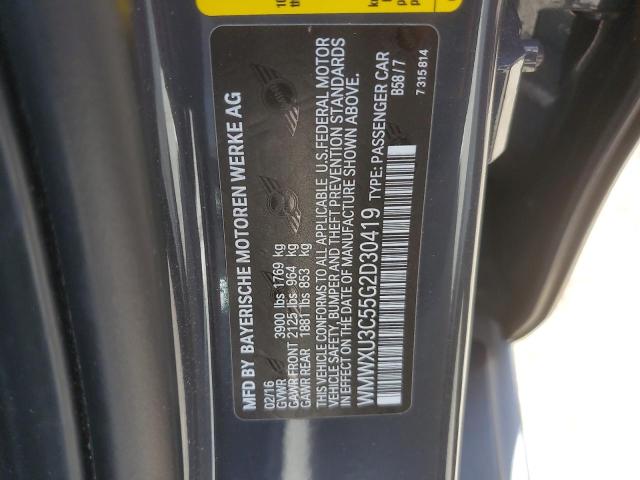 MFD BY BAYERISCHE MOTOREN WERKE AG
02/16
GVWR 3900 lbs 1769 kg
GAWR FRONT 2125 lbs 964 kg
GAWR REAR 1881 lbs 853 kg
THIS VEHICLE CONFORMS TO ALL APPLICABLE U.S.FEDERAL MOTOR
VEHICLE SAFETY, BUMPER AND THEFT PREVENTION STANDARDS
IN EFFECT ON THE DATE OF MANUFACTURE SHOWN ABOVE.
WMWXU3C55G2D30419 TYPE: PASSENGER CAR
B58/7
7 315 814